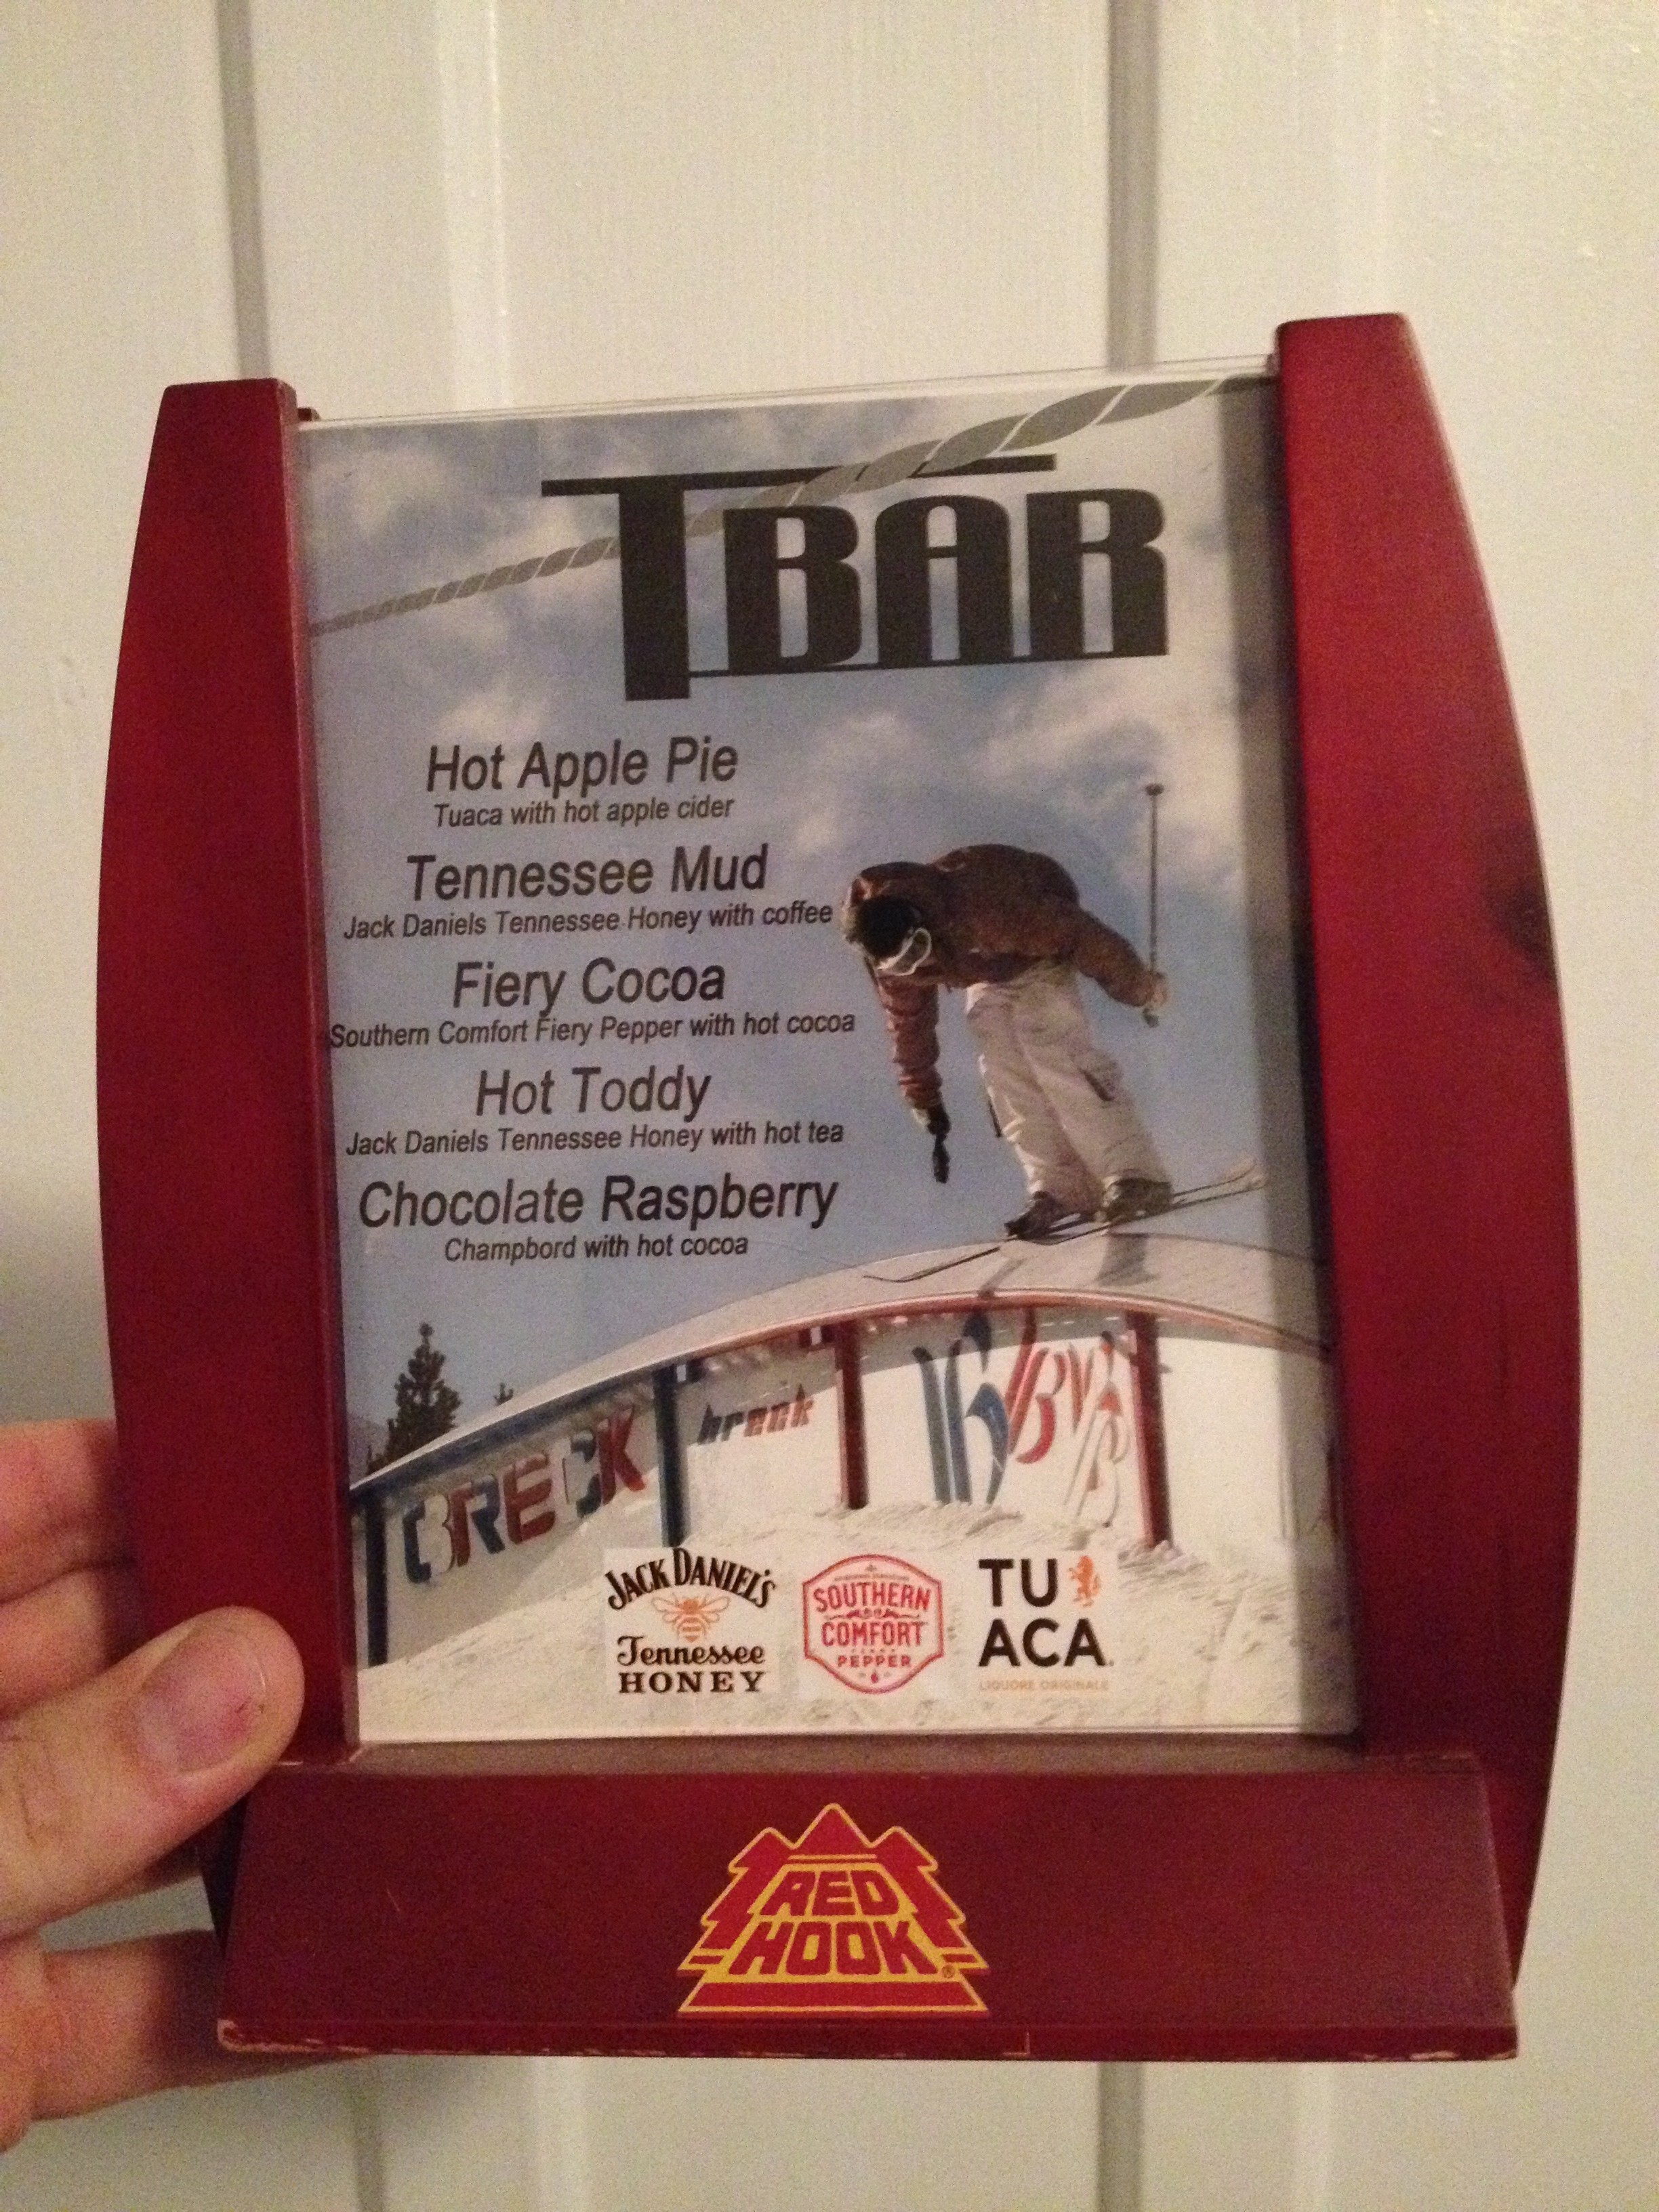 TBAR
Hot Apple Pie
Tuaca with hot apple cider
Tennessee Mud
Jack Daniels Tennessee Honey with coffee
Fiery Cocoa
Southern Comfort Fiery Pepper with hot cocoa
Hot Toddy
Jack Daniels Tennessee Honey with hot tea
Chocolate Raspberry
Champbord with hot cocoa
BRECK
JACK DANIEL'S
Tennessee
HONEY
SOUTHERN
COMFORT
PEPPER
TU
ACA
LIQUORE ORIGINALE
RED
HOOK®